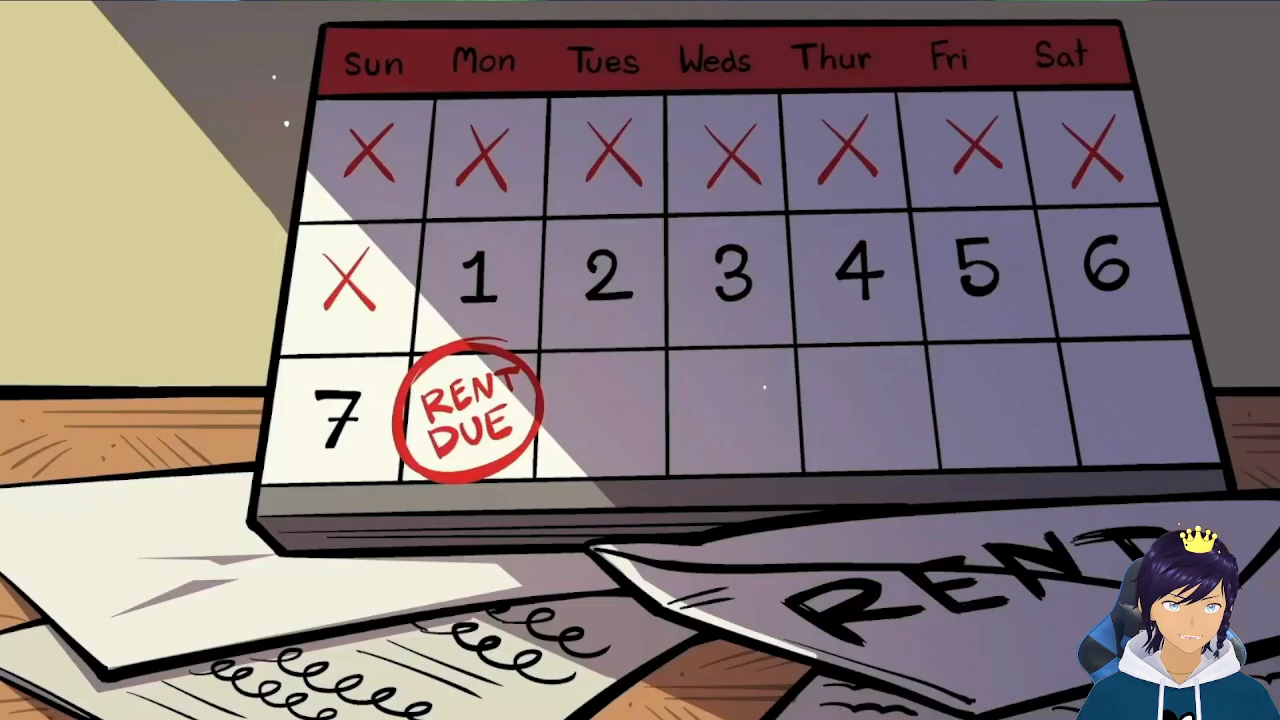 Sun Mon Tues Weds Thur Fri Sat
X X X X X X X
X 1 2 3 4 5 6
7 RENT
DUE
RENT